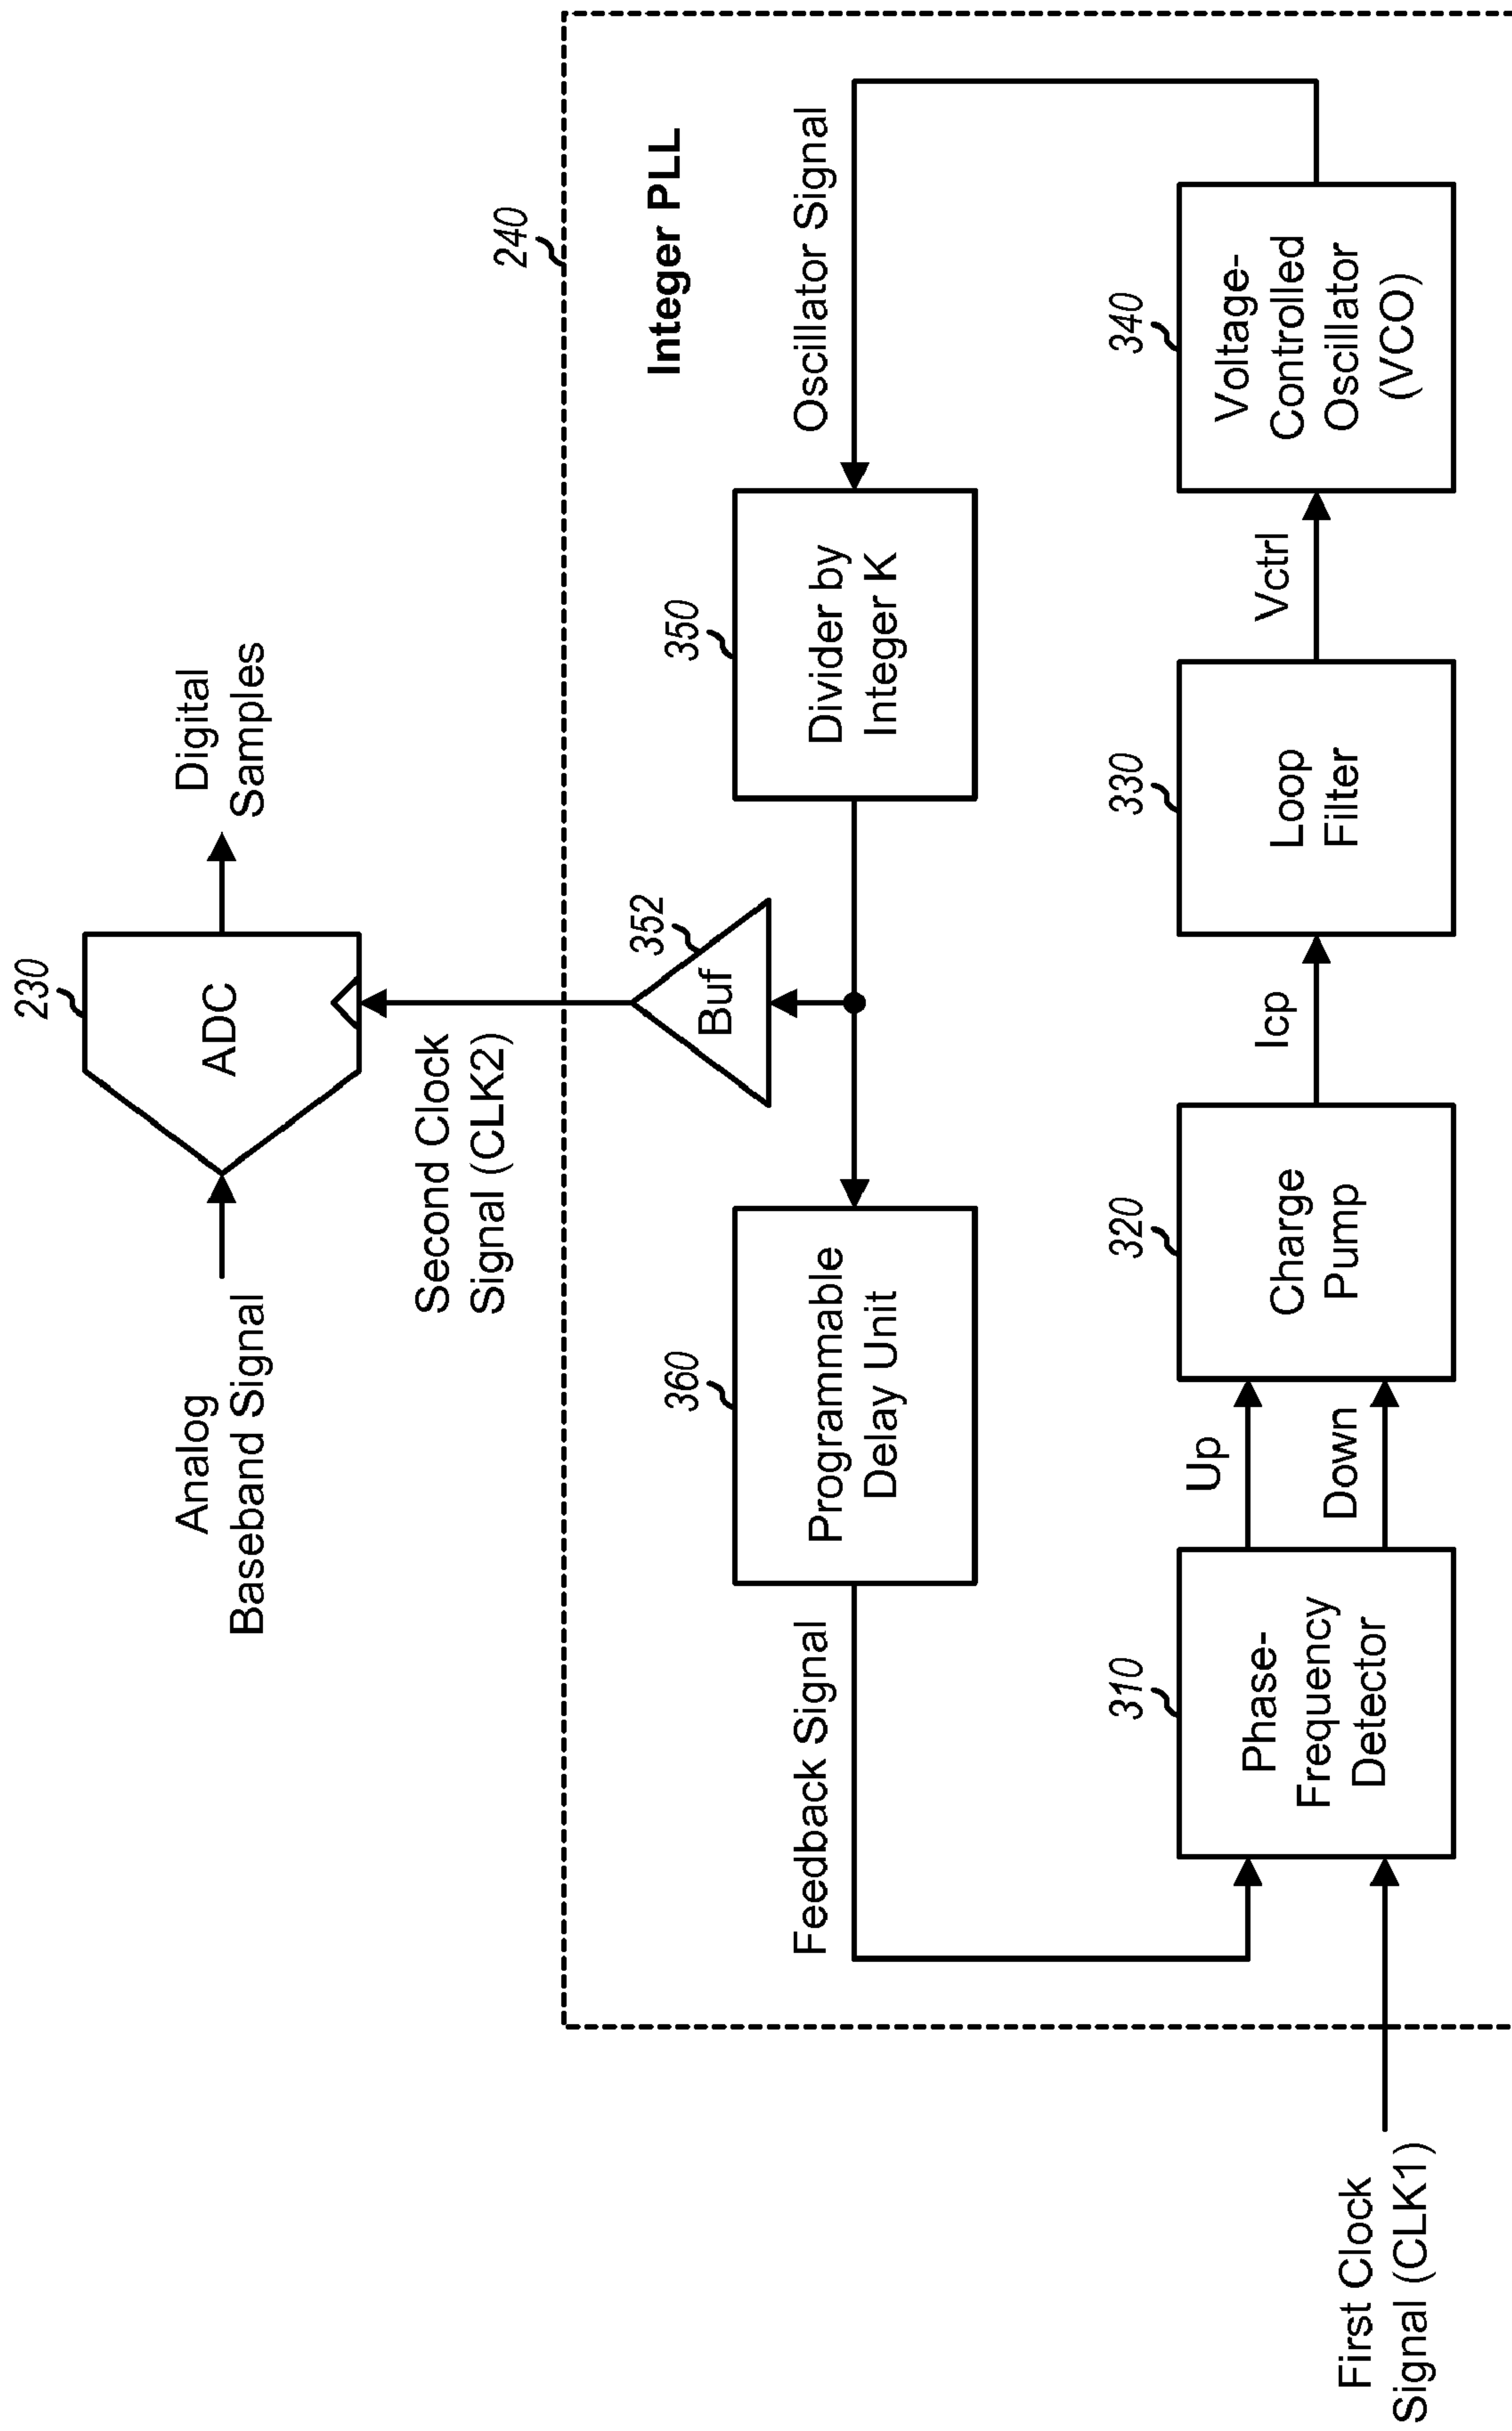 Analog
Baseband Signal
230
ADC
Digital
Samples
Second Clock
Signal (CLK2)
240
Integer PLL
352
Buf
Feedback Signal
360
Programmable
Delay Unit
350
Divider by
Integer K
Oscillator Signal
First Clock
Signal (CLK1)
310
Phase-
Frequency
Detector
Up
Down
320
Charge
Pump
Icp
330
Loop
Filter
Vctrl
340
Voltage-
Controlled
Oscillator
(VCO)